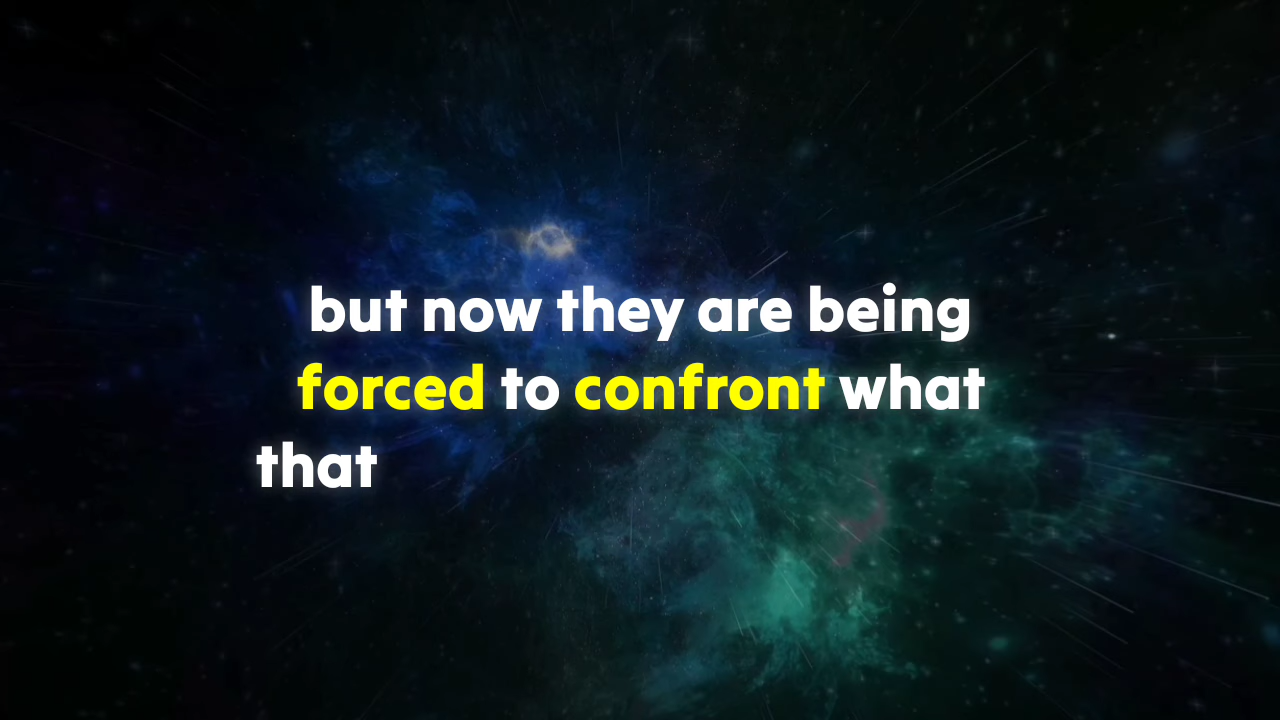 but now they are being
forced to confront what
that